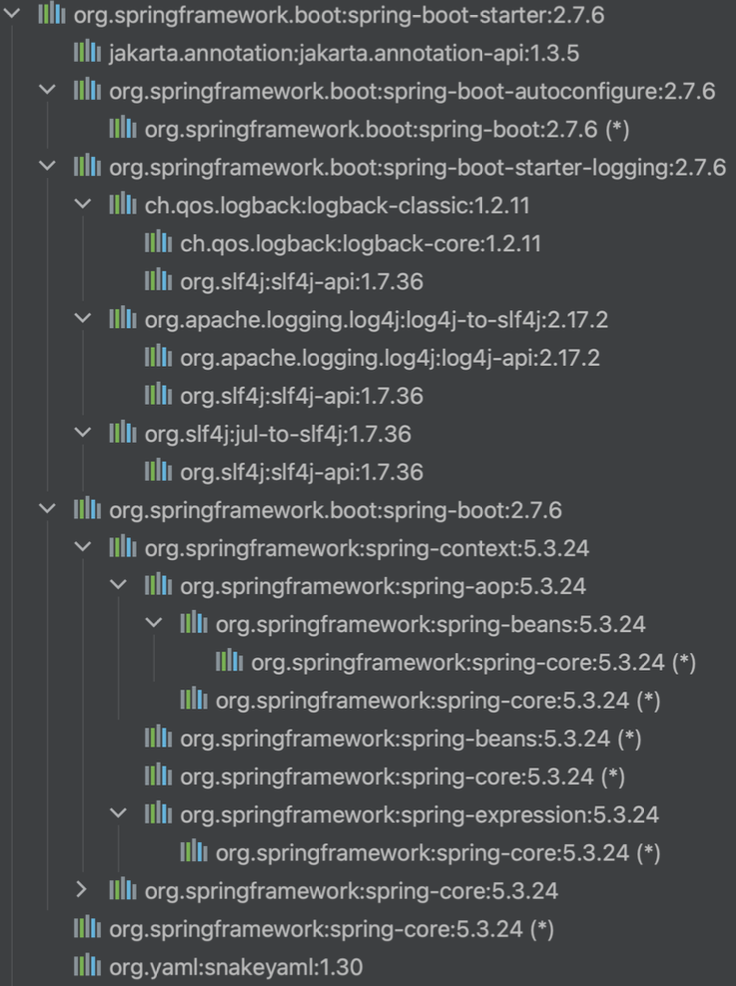 org.springframework.boot:spring-boot-starter:2.7.6
jakarta.annotation:jakarta.annotation-api:1.3.5
org.springframework.boot:spring-boot-autoconfigure:2.7.6
org.springframework.boot:spring-boot:2.7.6 (*)
org.springframework.boot:spring-boot-starter-logging:2.7.6
ch.qos.logback:logback-classic:1.2.11
ch.qos.logback:logback-core:1.2.11
org.slf4j:slf4j-api:1.7.36
org.apache.logging.log4j:log4j-to-slf4j:2.17.2
org.apache.logging.log4j:log4j-api:2.17.2
org.slf4j:slf4j-api:1.7.36
org.slf4j:jul-to-slf4j:1.7.36
org.slf4j:slf4j-api:1.7.36
org.springframework.boot:spring-boot:2.7.6
org.springframework:spring-context:5.3.24
org.springframework:spring-aop:5.3.24
org.springframework:spring-beans:5.3.24
org.springframework:spring-core:5.3.24 (*)
org.springframework:spring-core:5.3.24 (*)
org.springframework:spring-beans:5.3.24 (*)
org.springframework:spring-core:5.3.24 (*)
org.springframework:spring-expression:5.3.24
org.springframework:spring-core:5.3.24 (*)
org.springframework:spring-core:5.3.24
org.springframework:spring-core:5.3.24 (*)
org.yaml:snakeyaml:1.30